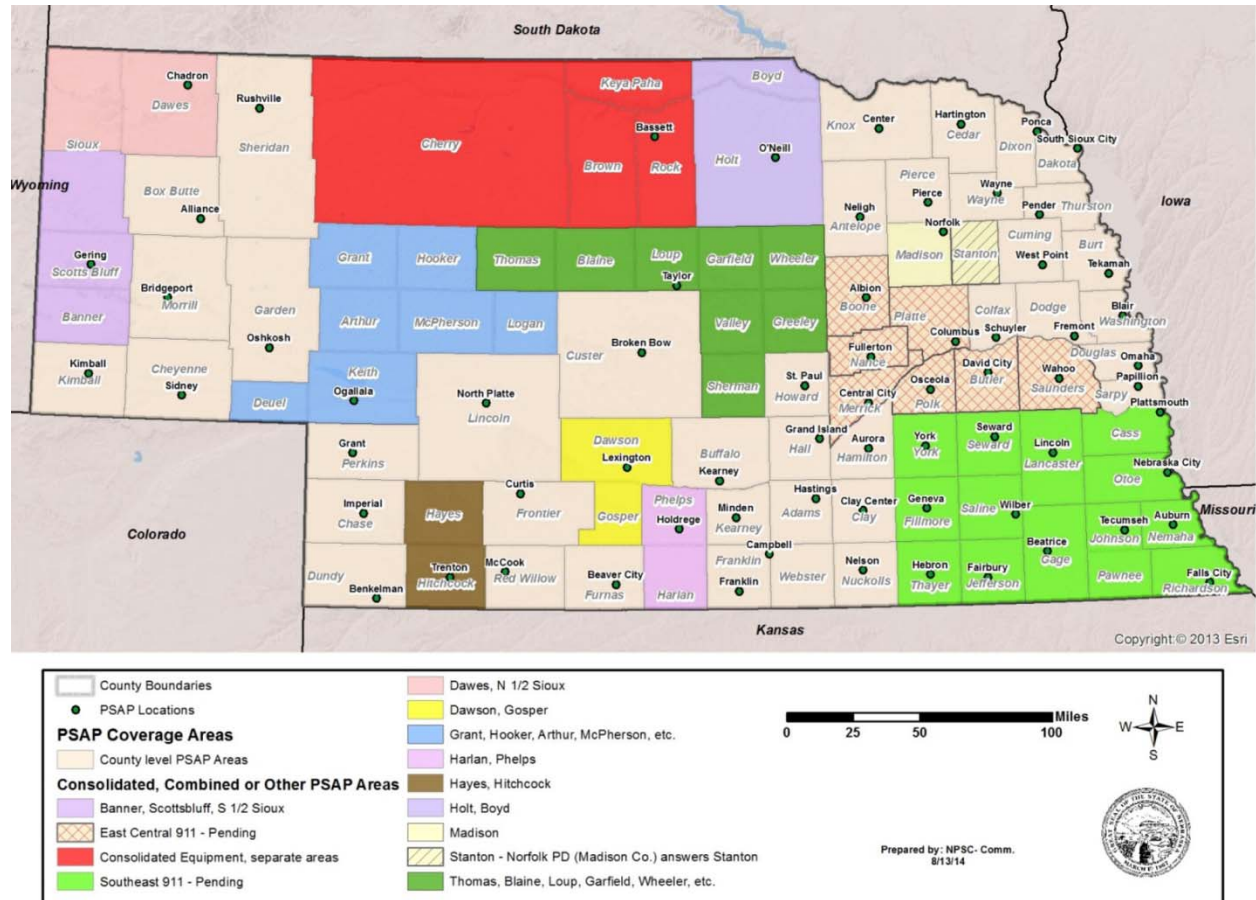 South Dakota
Chadron
Dawes
Rushville
Sheridan
Sioux
Cherry
Keya Paha
Boyd
Bassett
Brown
Rock
Holt
O'Neill
Knox
Center
Hartington
Cedar
Ponca
Dixon
South Sioux City
Dakota
Wyoming
Box Butte
Alliance
Pierce
Pierce
Wayne
Wayne
Pender
Thurston
Iowa
Neligh
Antelope
Norfolk
Madison
Stanton
Cuming
West Point
Burt
Tekamah
Gering
Scotts Bluff
Banner
Bridgeport
Morrill
Garden
Oshkosh
Grant
Hooker
Thomas
Blaine
Loup
Taylor
Garfield
Wheeler
Arthur
McPherson
Logan
Custer
Broken Bow
Valley
Greeley
Albion
Boone
Platte
Columbus
Colfax
Schuyler
Dodge
Fremont
Blair
Washington
Kimball
Kimball
Cheyenne
Sidney
Deuel
Keith
Ogallala
North Platte
Lincoln
Sherman
St. Paul
Howard
Fullerton
Nance
Central City
Merrick
Osceola
Polk
David City
Butler
Wahoo
Saunders
Douglas
Omaha
Papillion
Sarpy
Plattsmouth
Grant
Perkins
Dawson
Lexington
Buffalo
Kearney
Grand Island
Hall
Aurora
Hamilton
York
York
Seward
Seward
Lincoln
Lancaster
Cass
Nebraska City
Otoe
Colorado
Imperial
Chase
Hayes
Curtis
Frontier
Gosper
Phelps
Holdrege
Minden
Kearney
Hastings
Adams
Clay Center
Clay
Geneva
Fillmore
Saline
Wilber
Beatrice
Gage
Tecumseh
Johnson
Auburn
Nemaha
Missouri
Dundy
Benkelman
Trenton
Hitchcock
McCook
Red Willow
Beaver City
Furnas
Harlan
Franklin
Franklin
Campbell
Webster
Nelson
Nuckolls
Hebron
Thayer
Fairbury
Jefferson
Pawnee
Falls City
Richardson
Kansas
Copyright:© 2013 Esri
County Boundaries
PSAP Locations
PSAP Coverage Areas
County level PSAP Areas
Consolidated, Combined or Other PSAP Areas
Banner, Scottsbluff, S 1/2 Sioux
East Central 911 - Pending
Consolidated Equipment, separate areas
Southeast 911 - Pending
Dawes, N 1/2 Sioux
Dawson, Gosper
Grant, Hooker, Arthur, McPherson, etc.
Harlan, Phelps
Hayes, Hitchcock
Holt, Boyd
Madison
Stanton - Norfolk PD (Madison Co.) answers Stanton
Thomas, Blaine, Loup, Garfield, Wheeler, etc.
Miles
0 25 50 100
N
W E
S
Prepared by: NPSC- Comm.
8/13/14